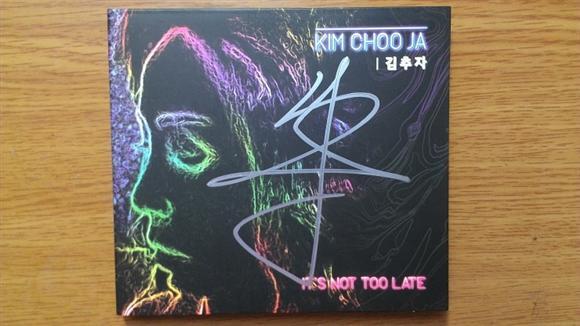 KIM CHOO JA
| 김추자
IT'S NOT TOO LATE